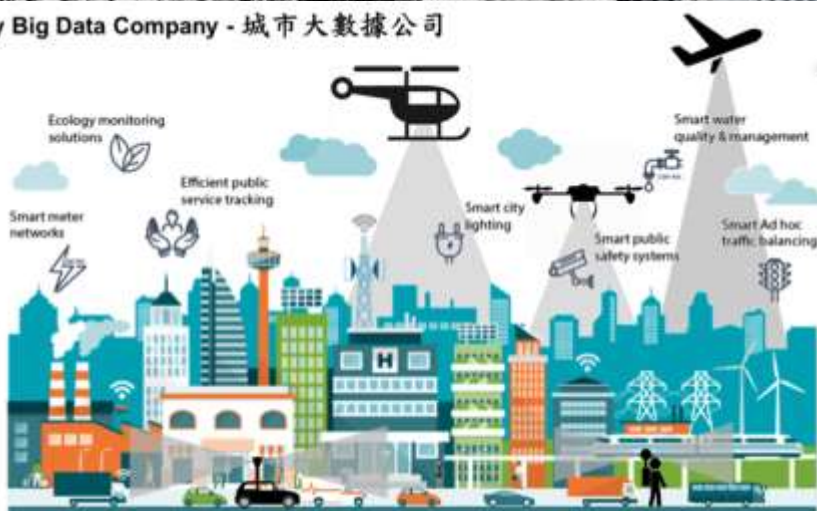 y Big Data Company - 城市大數據公司
Ecology monitoring
solutions
Smart water
quality & management
Efficient public
service tracking
Smart meter
networks
Smart city
lighting
Smart public
safety systems
Smart Ad hoc
traffic balancing
H